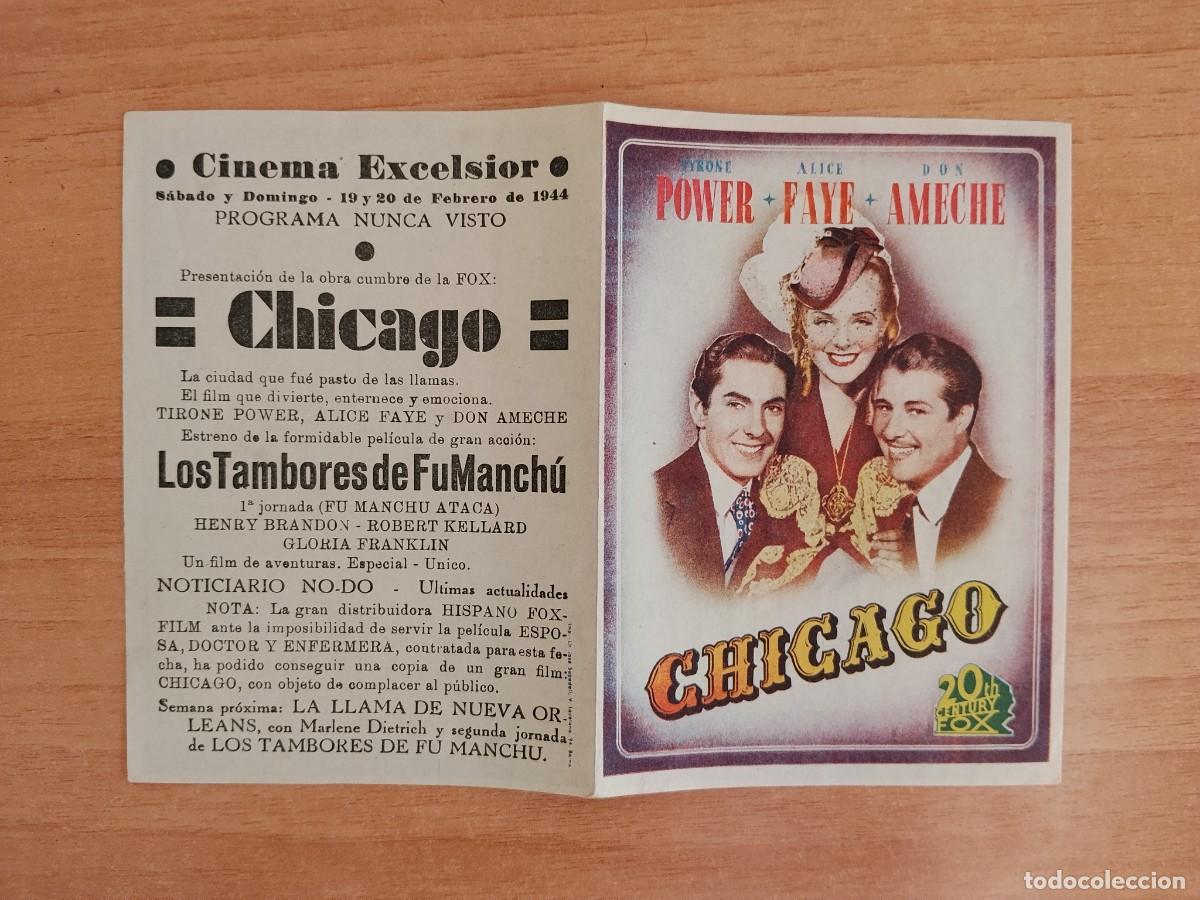 ● Cinema Excelsior ●
Sábado y Domingo - 19 y 20 de Febrero de 1944
PROGRAMA NUNCA VISTO
Presentación de la obra cumbre de la FOX:
= Chicago =
La ciudad que fué pasto de las llamas.
El film que divierte, enternece y emociona.
TIRONE POWER, ALICE FAYE y DON AMECHE
Estreno de la formidable película de gran acción:
Los Tambores de Fu Manchú
1ª jornada (FU MANCHU ATACA)
HENRY BRANDON - ROBERT KELLARD
GLORIA FRANKLIN
Un film de aventuras. Especial - Unico.
NOTICIARIO NO-DO - Ultimas actualidades
NOTA: La gran distribuidora HISPANO FOX-
FILM ante la imposibilidad de servir la película ESPO-
SA, DOCTOR Y ENFERMERA, contratada para esta fe-
cha, ha podido conseguir una copia de un gran film:
CHICAGO, con objeto de complacer al público.
Semana próxima: LA LLAMA DE NUEVA OR-
LEANS, con Marlene Dietrich y segunda jornada
de LOS TAMBORES DE FU MANCHU.
TYRONE ALICE DON
POWER + FAYE + AMECHE
CHICAGO
20th
CENTURY
FOX
todocoleccion